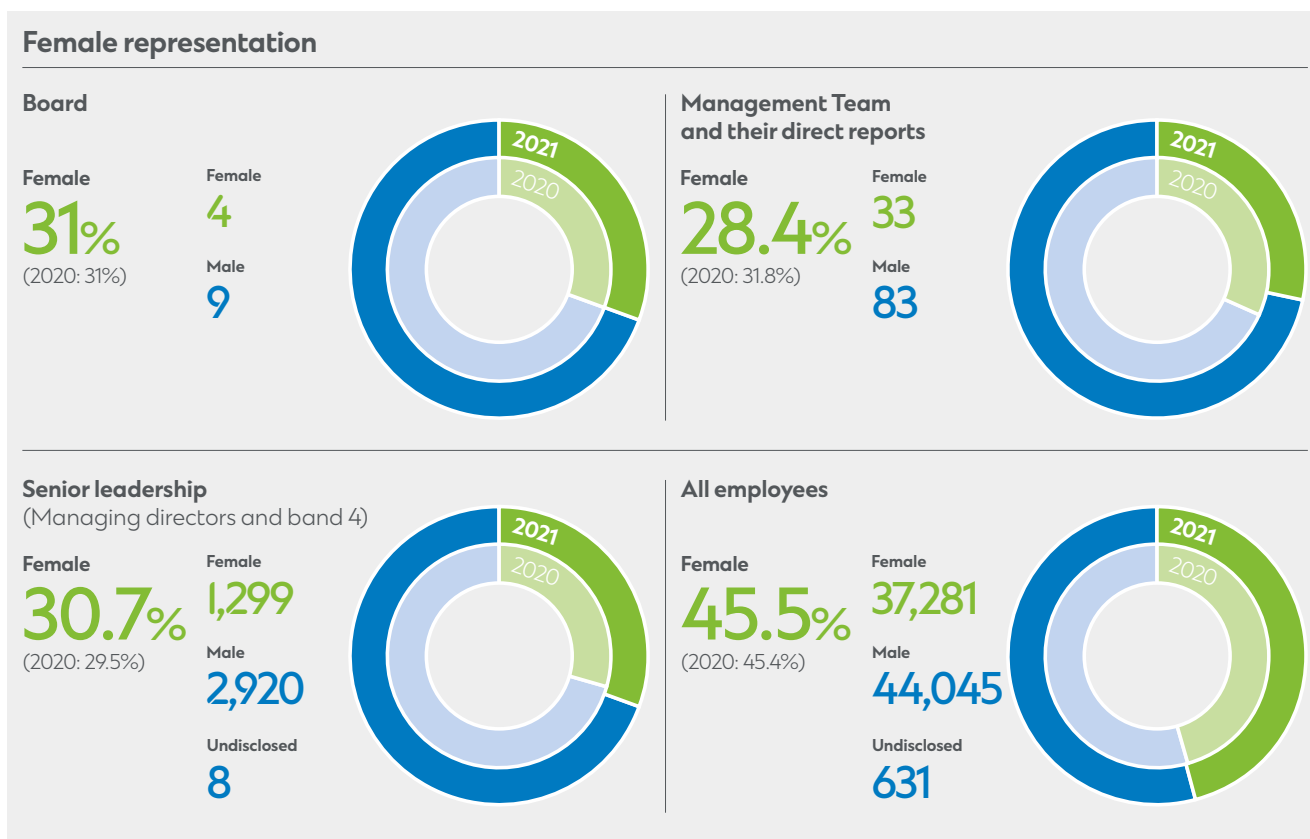 Female representation
Board
Female
31%
(2020: 31%)
Female
4
Male
9
2021
2020
Management Team
and their direct reports
Female
28.4%
(2020: 31.8%)
Female
33
Male
83
2021
2020
Senior leadership
(Managing directors and band 4)
Female
30.7%
(2020: 29.5%)
Female
1,299
Male
2,920
Undisclosed
8
2021
2020
All employees
Female
45.5%
(2020: 45.4%)
Female
37,281
Male
44,045
Undisclosed
631
2021
2020